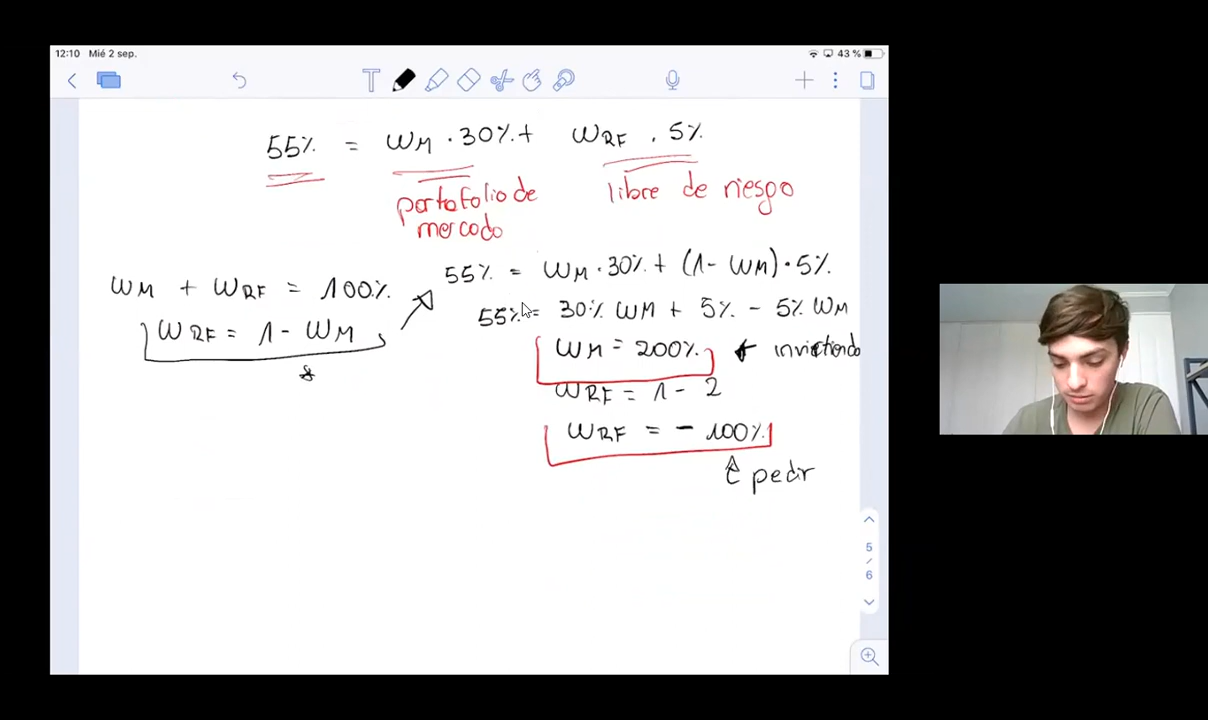 12:10 Mié 2 sep.
43 %
55% = WM · 30% + WRF · 5%
portafolio de mercado
libre de riesgo
WM + WRF = 100%
WRF = 1 - WM
*
55% = WM · 30% + (1 - WM) · 5%
55% = 30% WM + 5% - 5% WM
WM = 200%
WRF = 1 - 2
WRF = - 100%
pedir
5
/
6